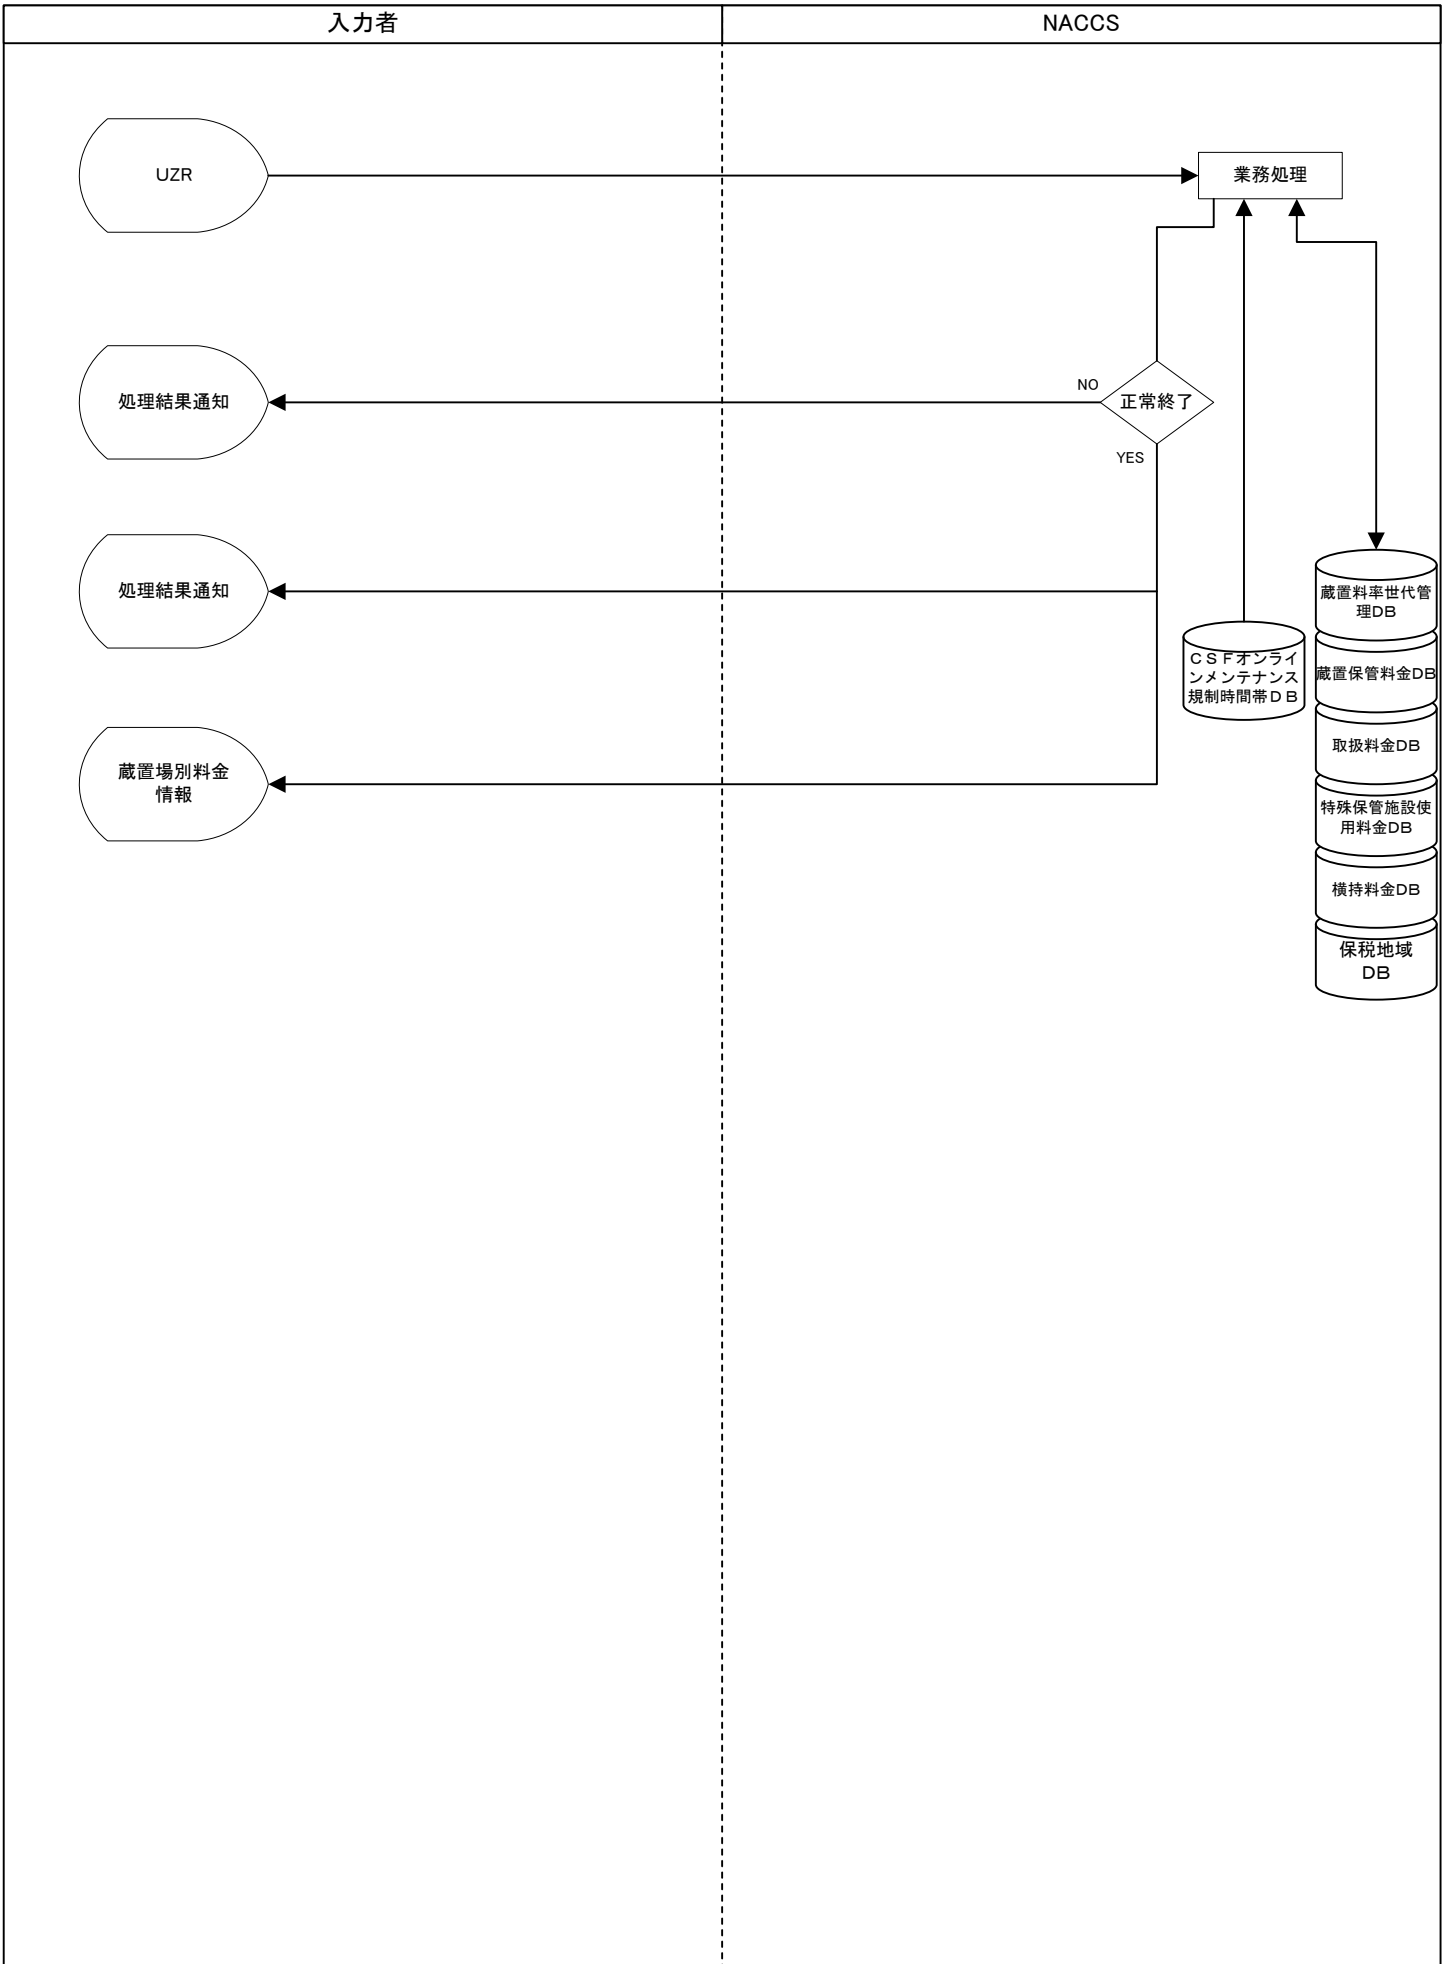 入力者
NACCS
UZR
業務処理
処理結果通知
NO
正常終了
YES
処理結果通知
蔵置場別料金
情報
ＣＳＦオンライ
ンメンテナンス
規制時間帯ＤＢ
蔵置料率世代管
理DB
蔵置保管料金DB
取扱料金DB
特殊保管施設使
用料金DB
横持料金DB
保税地域
DB